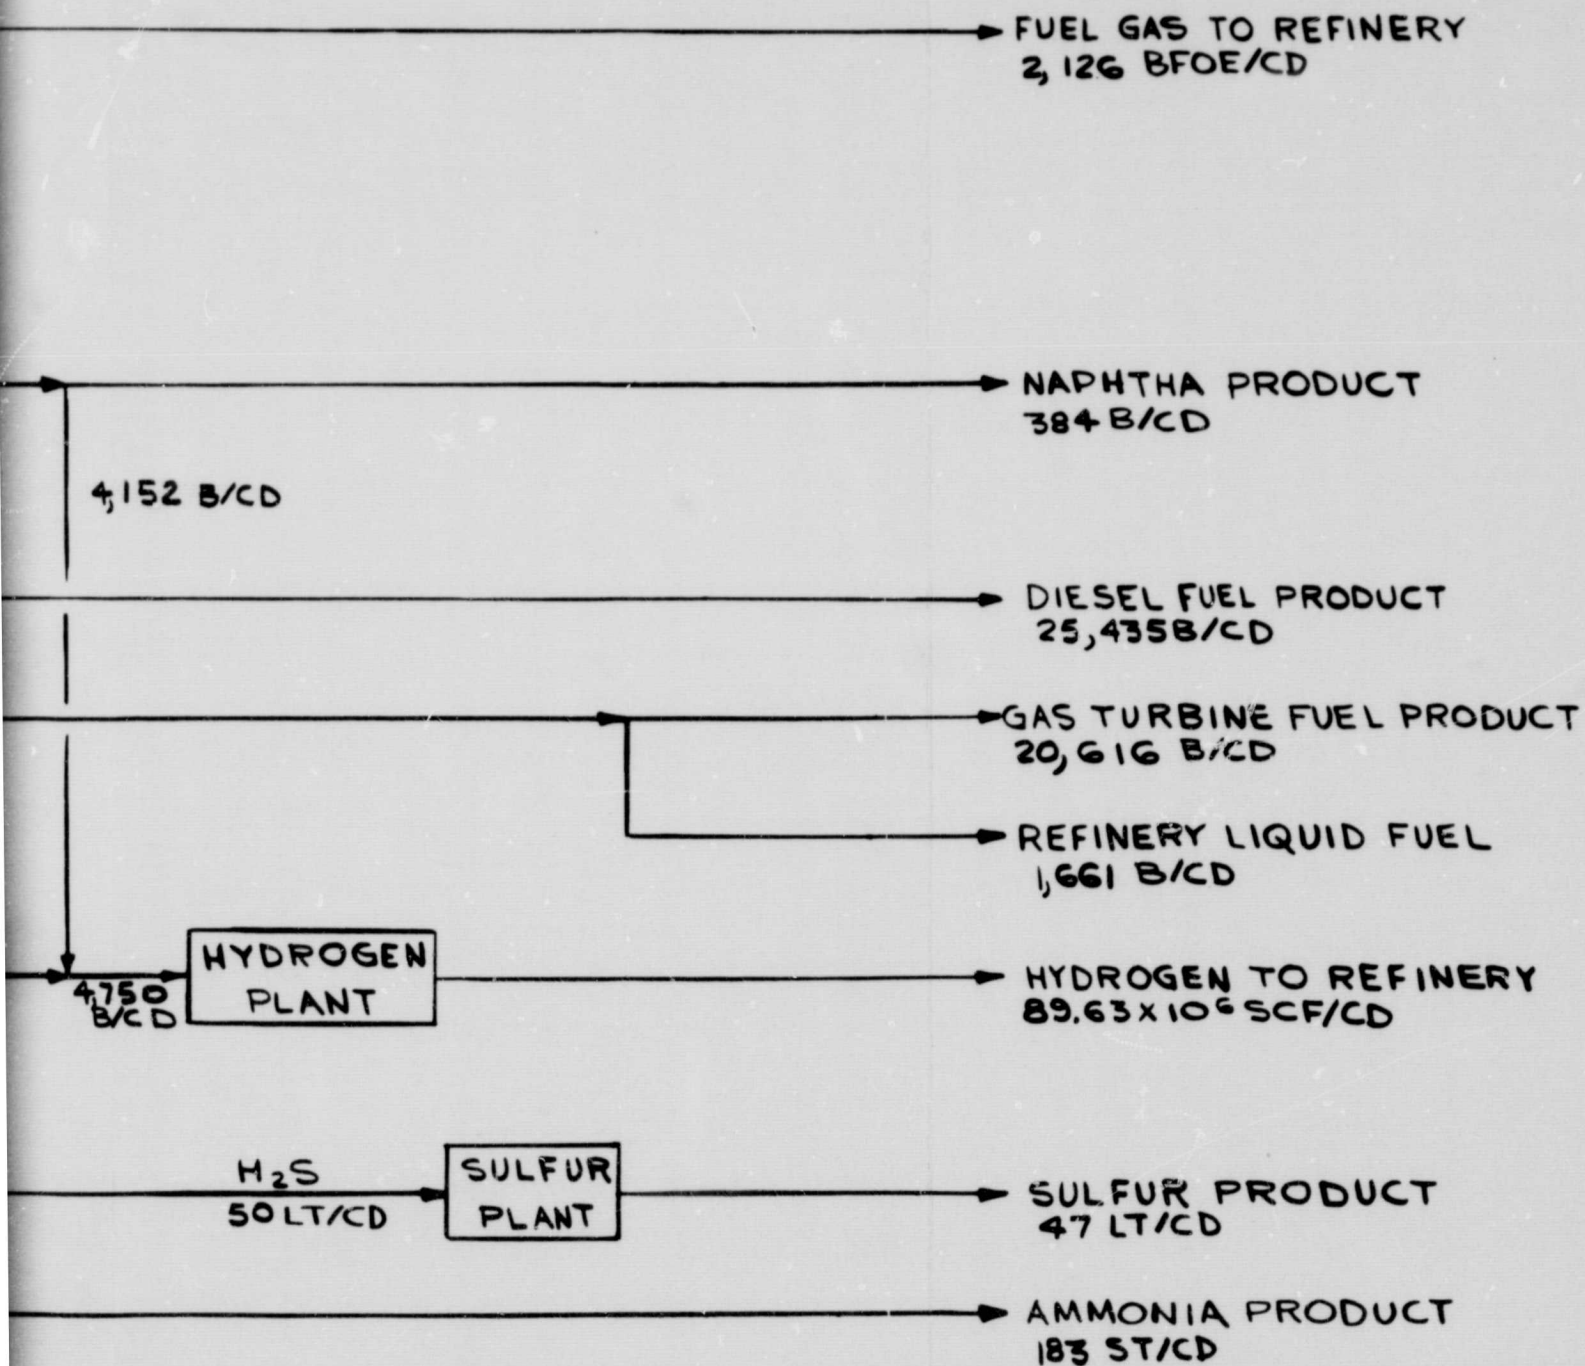 FUEL GAS TO REFINERY
2,126 BFOE/CD
NAPHTHA PRODUCT
384 B/CD
4,152 B/CD
DIESEL FUEL PRODUCT
25,435B/CD
GAS TURBINE FUEL PRODUCT
20,616 B/CD
REFINERY LIQUID FUEL
1,661 B/CD
4,750
B/CD
HYDROGEN
PLANT
HYDROGEN TO REFINERY
89.63 X 10⁶ SCF/CD
H₂S
50 LT/CD
SULFUR
PLANT
SULFUR PRODUCT
47 LT/CD
AMMONIA PRODUCT
183 ST/CD